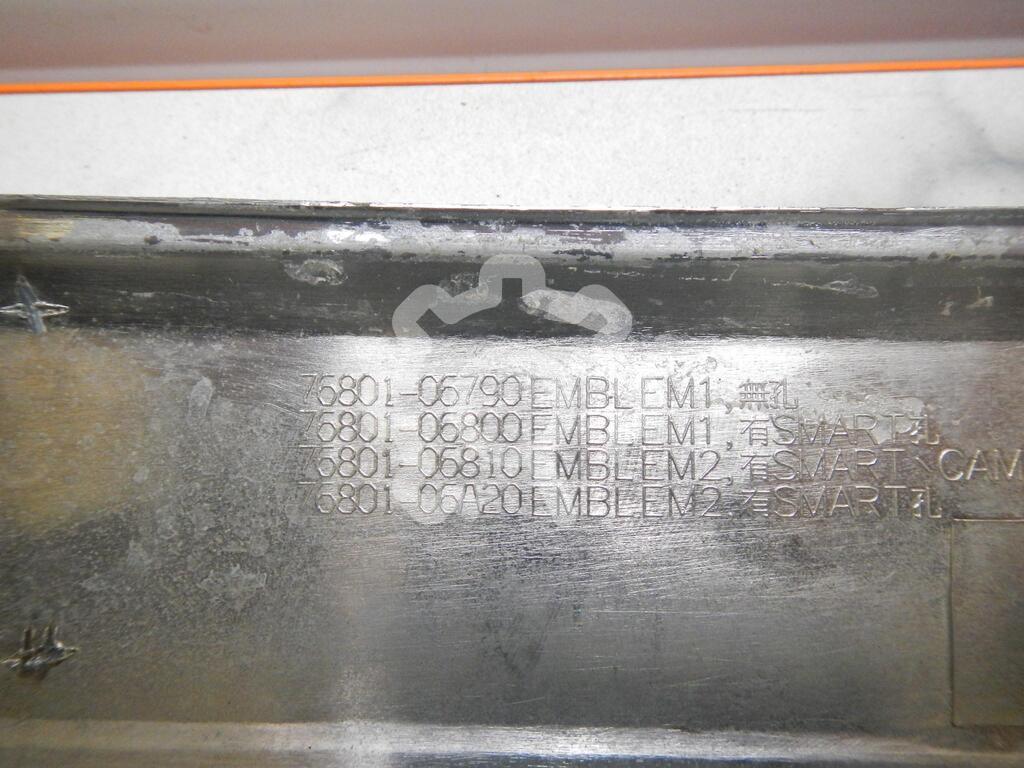 76801-06790 EMBLEM1,無孔
76801-06800 EMBLEM1,有SMART孔
76801-06810 EMBLEM2,有SMART、CAM
76801-06A20 EMBLEM2,有SMART孔